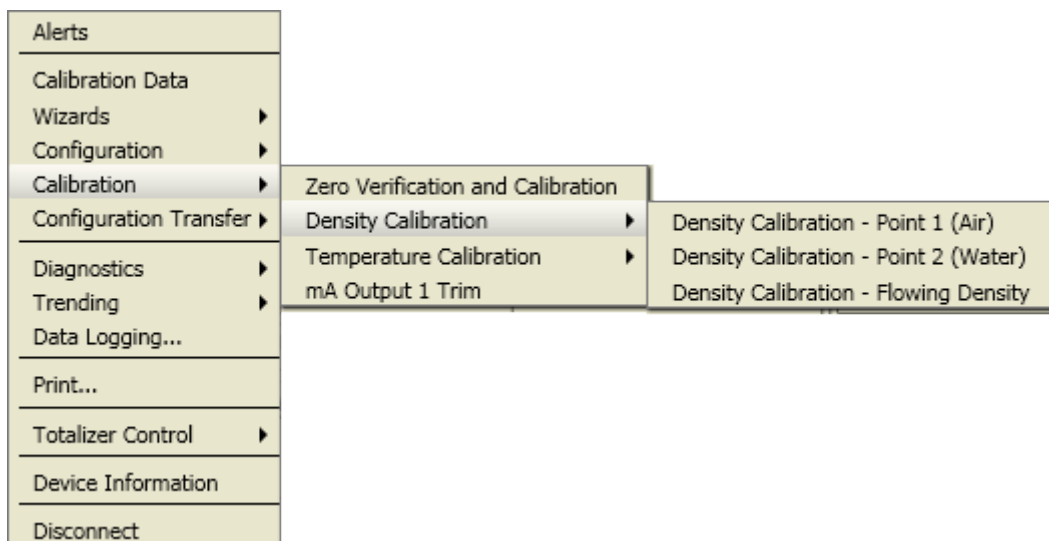 Alerts
Calibration Data
Wizards
Configuration
Calibration
Configuration Transfer
Diagnostics
Trending
Data Logging...
Print...
Totalizer Control
Device Information
Disconnect
Zero Verification and Calibration
Density Calibration
Temperature Calibration
mA Output 1 Trim
Density Calibration - Point 1 (Air)
Density Calibration - Point 2 (Water)
Density Calibration - Flowing Density